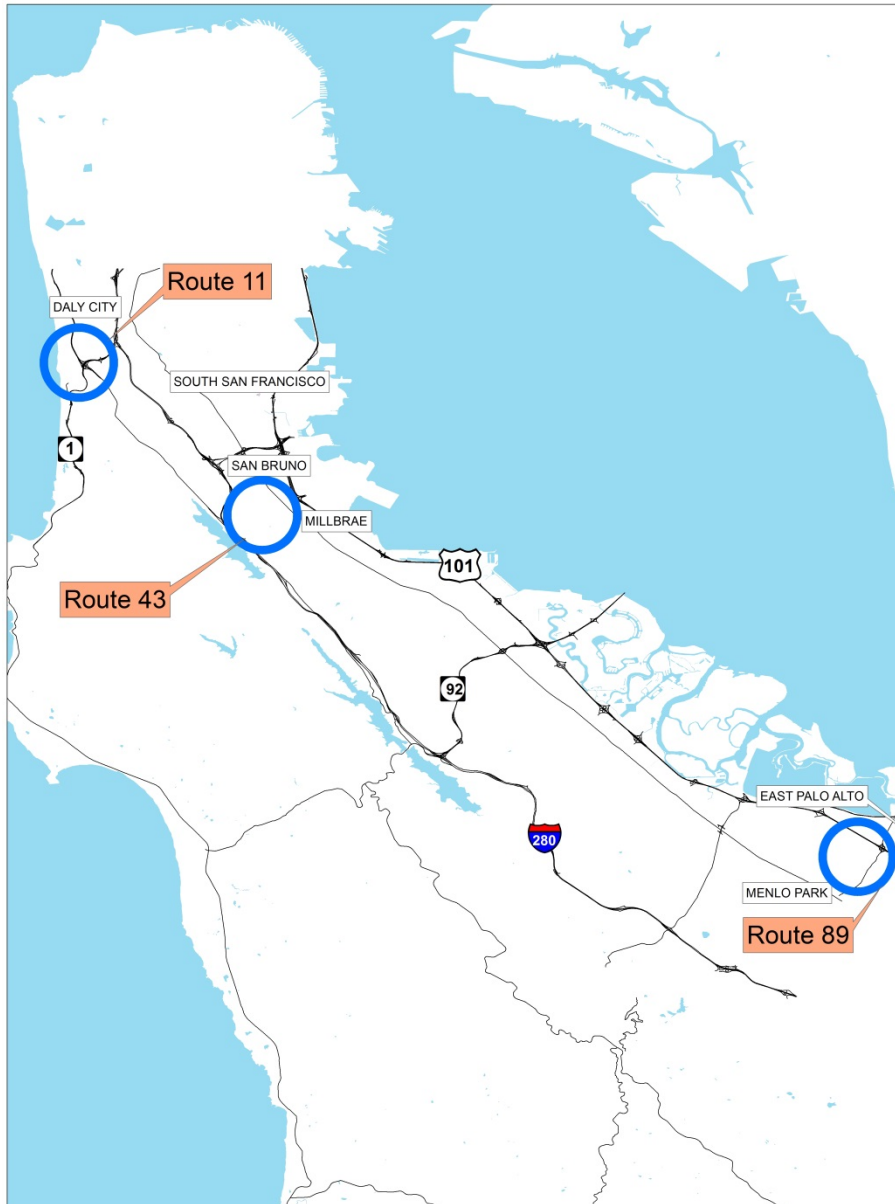 Route 11
DALY CITY
SOUTH SAN FRANCISCO
1
SAN BRUNO
MILLBRAE
101
Route 43
92
EAST PALO ALTO
280
MENLO PARK
Route 89